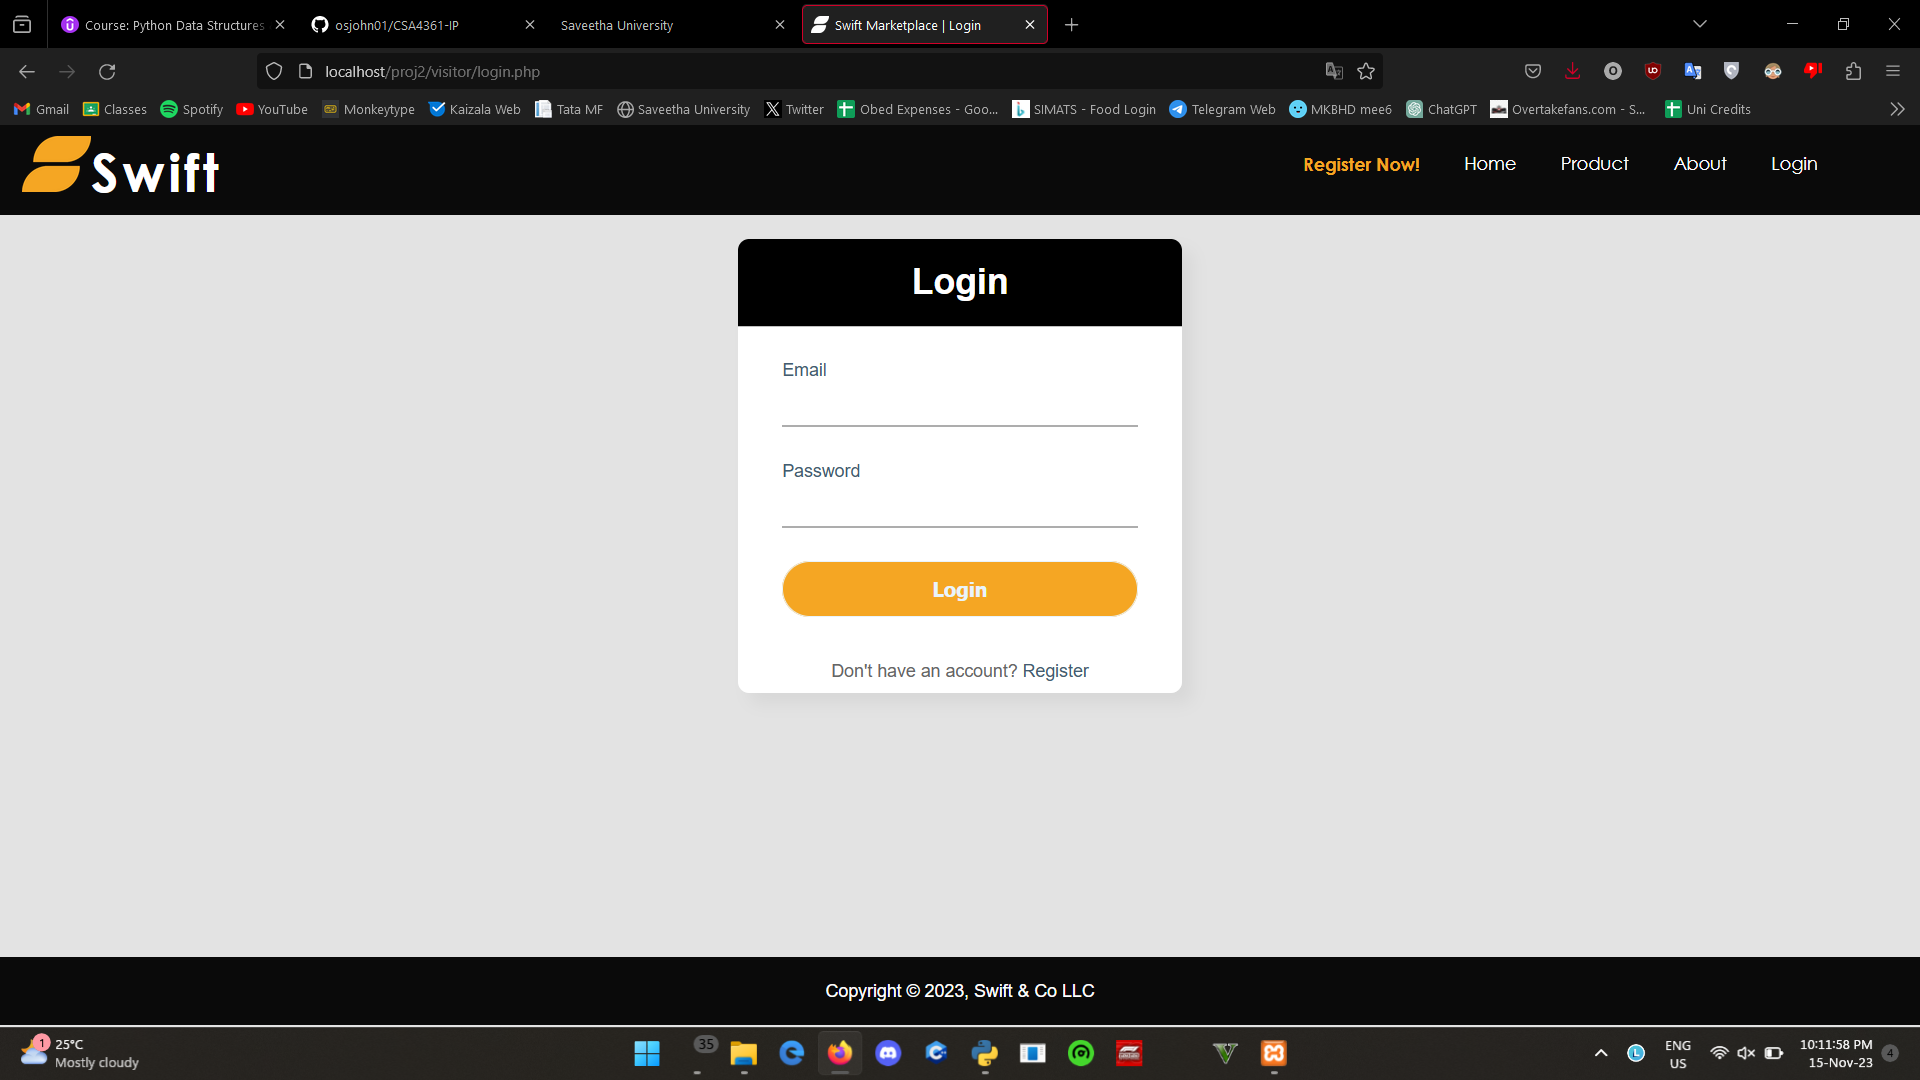 Course: Python Data Structures
osjohn01/CSA4361-IP
Saveetha University
Swift Marketplace | Login
localhost/proj2/visitor/login.php
Gmail
Classes
Spotify
YouTube
Monkeytype
Kaizala Web
Tata MF
Saveetha University
Twitter
Obed Expenses - Goo...
SIMATS - Food Login
Telegram Web
MKBHD mee6
ChatGPT
Overtakefans.com - S...
Uni Credits
Swift
Register Now!
Home
Product
About
Login
Login
Email
Password
Login
Don't have an account? Register
Copyright © 2023, Swift & Co LLC
1
25°C
Mostly cloudy
35
ENG
US
10:11:58 PM
15-Nov-23
4